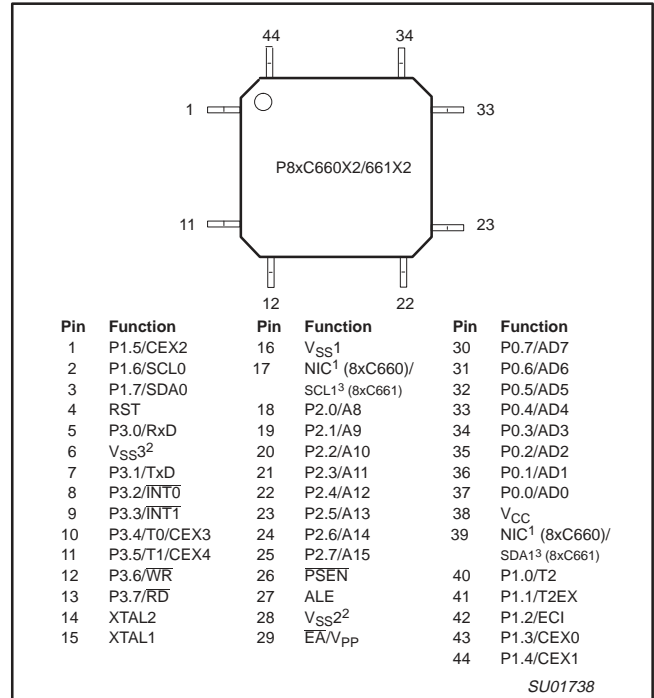 44 34
1 33
P8xC660X2/661X2
11 23
12 22
Pin Function
1 P1.5/CEX2
2 P1.6/SCL0
3 P1.7/SDA0
4 RST
5 P3.0/RxD
6 VSS3²
7 P3.1/TxD
8 P3.2/I̅N̅T̅0̅
9 P3.3/I̅N̅T̅1̅
10 P3.4/T0/CEX3
11 P3.5/T1/CEX4
12 P3.6/W̅R̅
13 P3.7/R̅D̅
14 XTAL2
15 XTAL1
Pin Function
16 VSS1
17 NIC¹ (8xC660)/
SCL1³ (8xC661)
18 P2.0/A8
19 P2.1/A9
20 P2.2/A10
21 P2.3/A11
22 P2.4/A12
23 P2.5/A13
24 P2.6/A14
25 P2.7/A15
26 P̅S̅E̅N̅
27 ALE
28 VSS2²
29 E̅A̅/VPP
Pin Function
30 P0.7/AD7
31 P0.6/AD6
32 P0.5/AD5
33 P0.4/AD4
34 P0.3/AD3
35 P0.2/AD2
36 P0.1/AD1
37 P0.0/AD0
38 VCC
39 NIC¹ (8xC660)/
SDA1³ (8xC661)
40 P1.0/T2
41 P1.1/T2EX
42 P1.2/ECI
43 P1.3/CEX0
44 P1.4/CEX1
SU01738